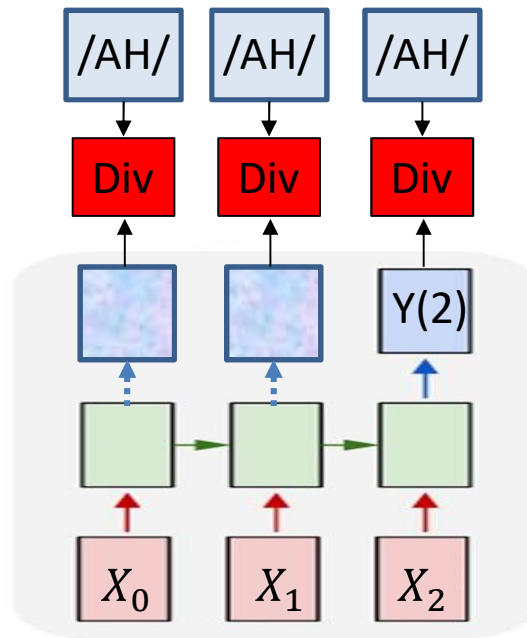 /AH/ /AH/ /AH/
Div Div Div
Y(2)
X₀ X₁ X₂